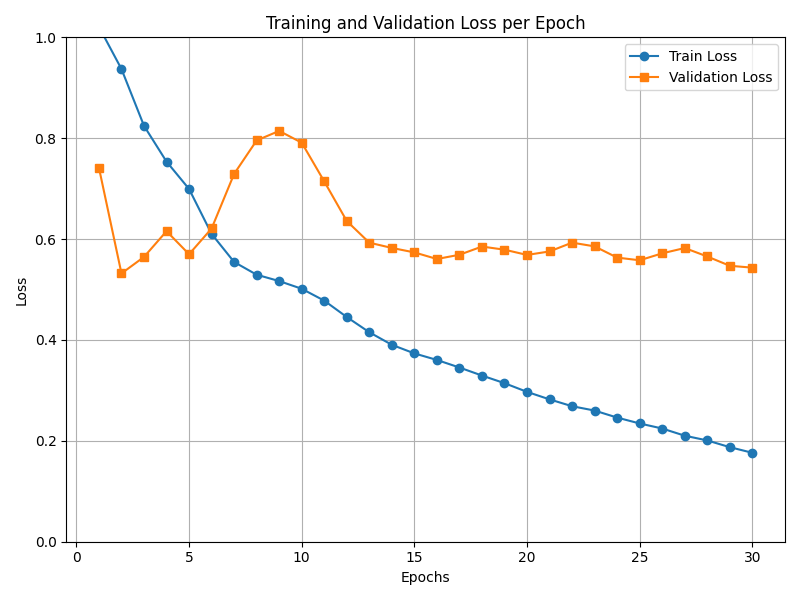 Training and Validation Loss per Epoch
Train Loss
Validation Loss
1.0
0.8
0.6
0.4
0.2
0.0
Loss
0 5 10 15 20 25 30
Epochs